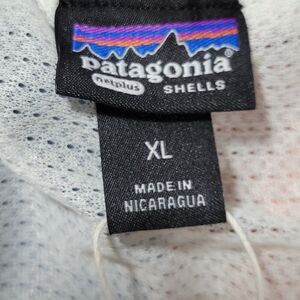 patagonia
netplus
SHELLS
XL
MADE IN
NICARAGUA